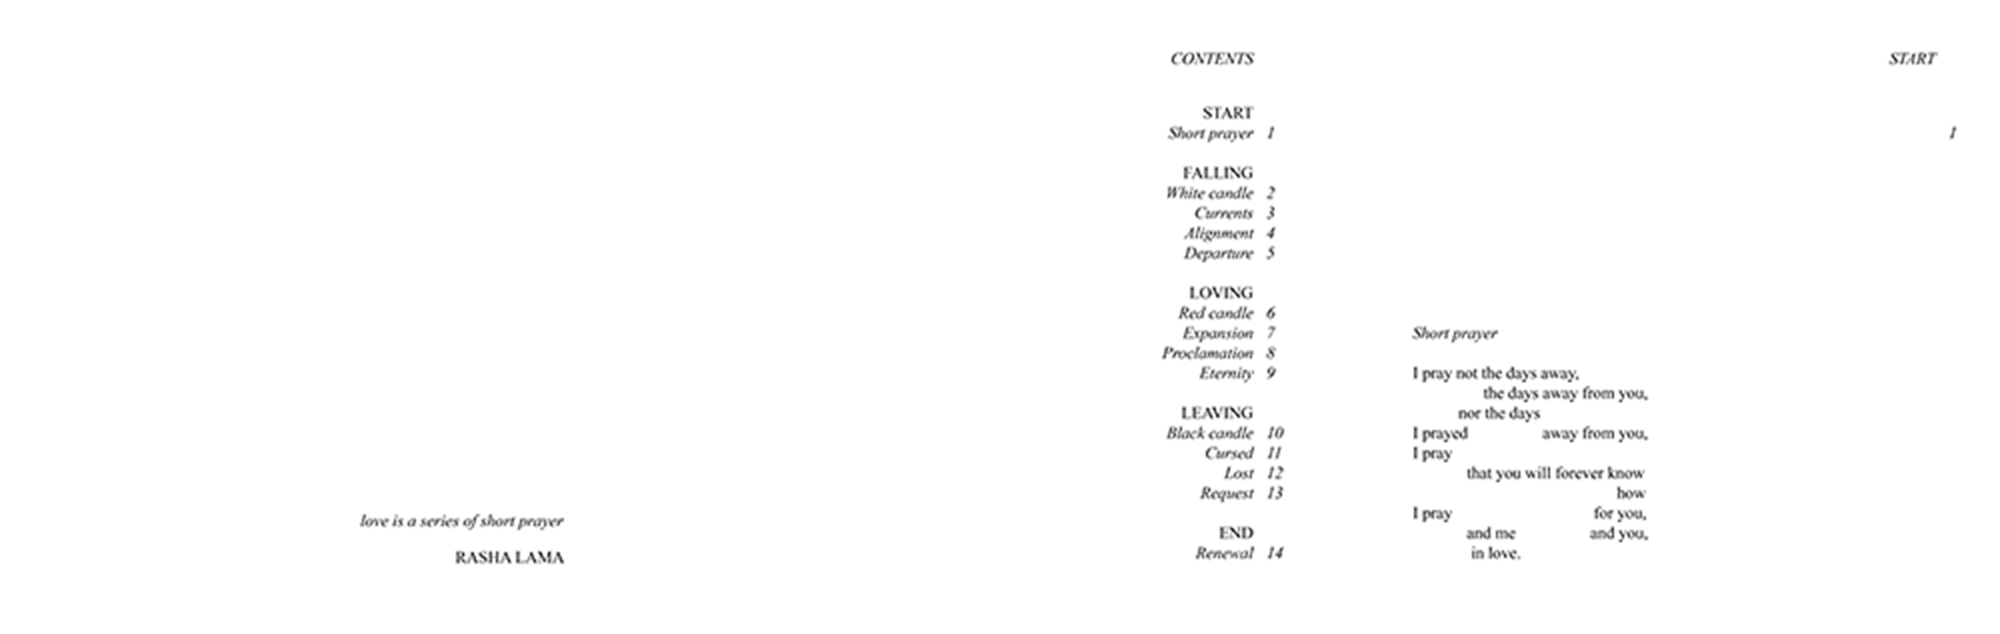 love is a series of short prayer
RASHA LAMA
CONTENTS
START
Short prayer 1
FALLING
White candle 2
Currents 3
Alignment 4
Departure 5
LOVING
Red candle 6
Expansion 7
Proclamation 8
Eternity 9
LEAVING
Black candle 10
Cursed 11
Lost 12
Request 13
END
Renewal 14
START
1
Short prayer
I pray not the days away,
the days away from you,
nor the days
I prayed away from you,
I pray
that you will forever know
how
I pray for you,
and me and you,
in love.